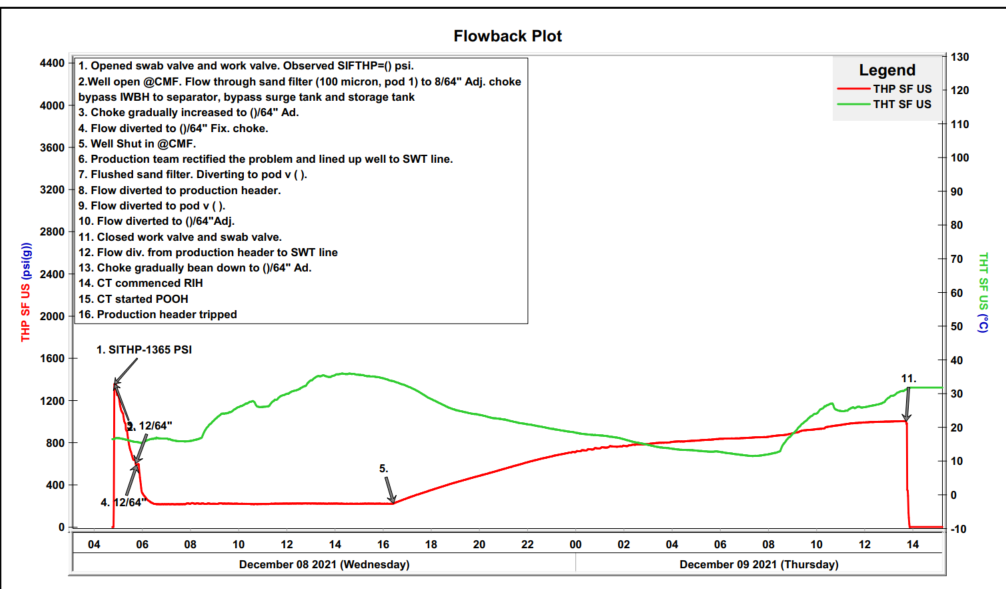 Flowback Plot
1. Opened swab valve and work valve. Observed SIFTHP=() psi.
2.Well open @CMF. Flow through sand filter (100 micron, pod 1) to 8/64" Adj. choke
bypass IWBH to separator, bypass surge tank and storage tank
3. Choke gradually increased to ()/64" Ad.
4. Flow diverted to ()/64" Fix. choke.
5. Well Shut in @CMF.
6. Production team rectified the problem and lined up well to SWT line.
7. Flushed sand filter. Diverting to pod v ( ).
8. Flow diverted to production header.
9. Flow diverted to pod v ( ).
10. Flow diverted to ()/64"Adj.
11. Closed work valve and swab valve.
12. Flow div. from production header to SWT line
13. Choke gradually bean down to ()/64" Ad.
14. CT commenced RIH
15. CT started POOH
16. Production header tripped
Legend
THP SF US
THT SF US
THP SF US (psi(g))
4400
4000
3600
3200
2800
2400
2000
1600
1200
800
400
0
THT SF US (°C)
130
120
110
100
90
80
70
60
50
40
30
20
10
0
-10
1. SITHP-1365 PSI
12/64"
4. 12/64"
5.
11.
04 06 08 10 12 14 16 18 20 22 00 02 04 06 08 10 12 14
December 08 2021 (Wednesday) December 09 2021 (Thursday)